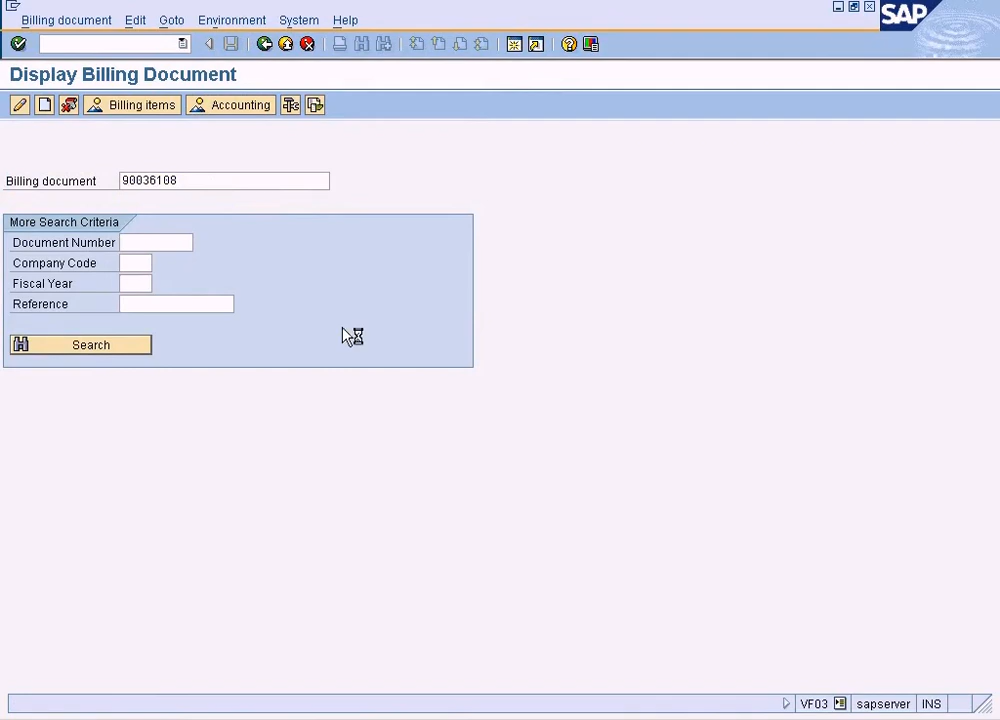 Billing document Edit Goto Environment System Help
SAP
Display Billing Document
Billing items Accounting
Billing document 90036108
More Search Criteria
Document Number
Company Code
Fiscal Year
Reference
Search
VF03 sapserver INS